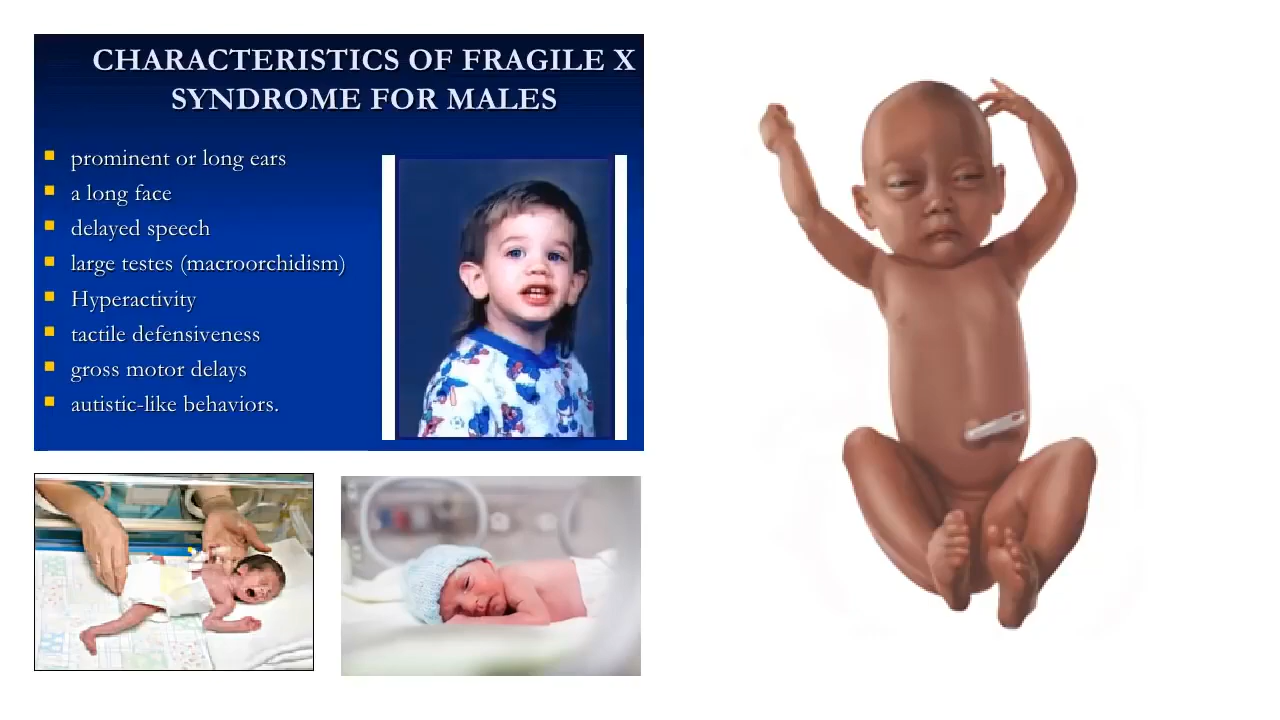 CHARACTERISTICS OF FRAGILE X
SYNDROME FOR MALES
prominent or long ears
a long face
delayed speech
large testes (macroorchidism)
Hyperactivity
tactile defensiveness
gross motor delays
autistic-like behaviors.